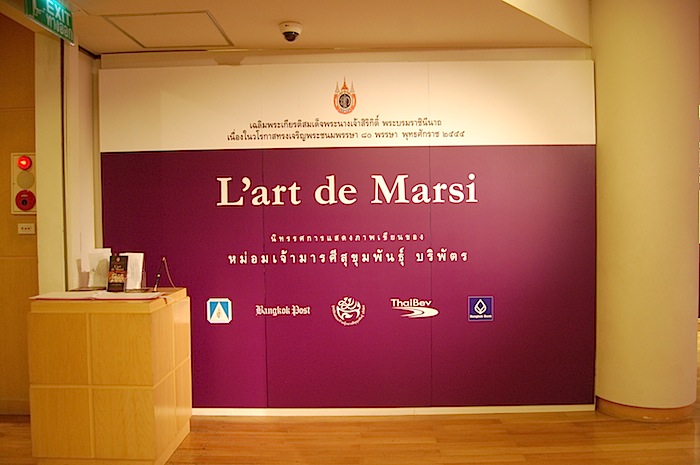 EXIT
เฉลิมพระเกียรติสมเด็จพระนางเจ้าสิริกิติ์ พระบรมราชินีนาถ
เนื่องในวโรกาสทรงเจริญพระชนมพรรษา ๘๐ พรรษา พุทธศักราช ๒๕๕๕
L'art de Marsi
นิทรรศการแสดงภาพเขียนของ
หม่อมเจ้ามารศีสุขุมพันธุ์ บริพัตร
Bangkok Post
ThaiBev
Bangkok Bank